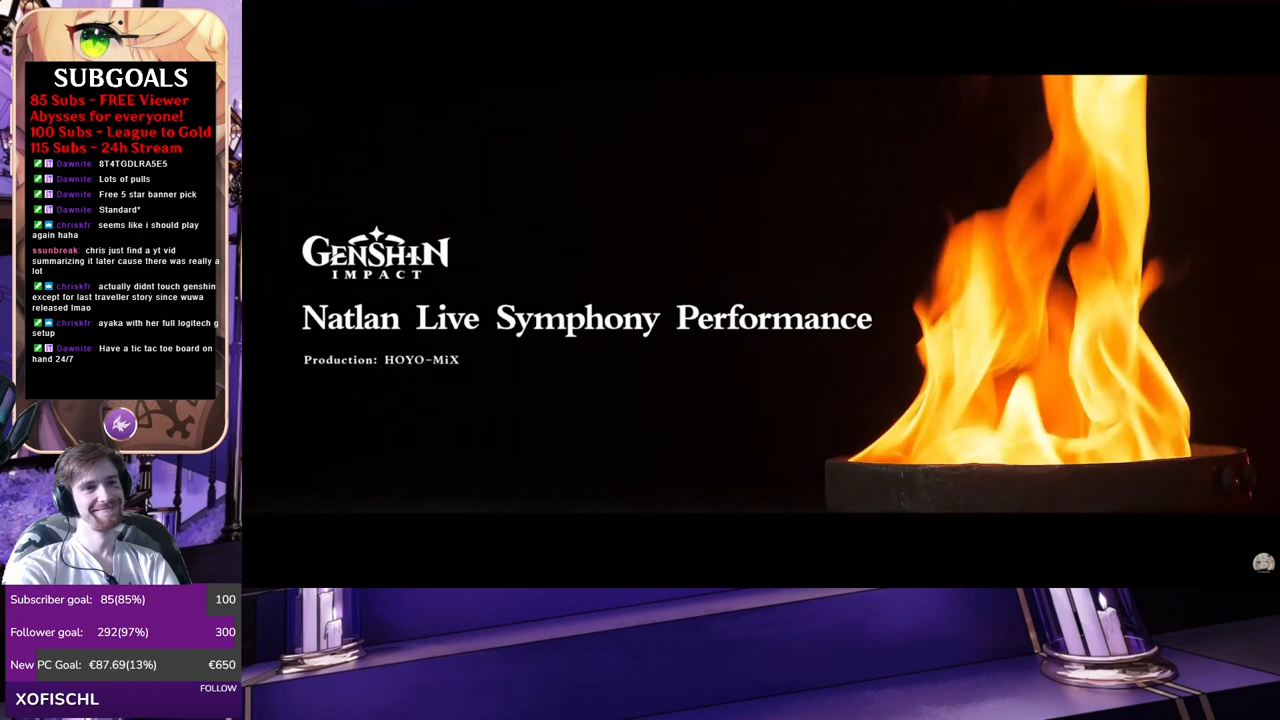 SUBGOALS
85 Subs - FREE Viewer
Abysses for everyone!
100 Subs - League to Gold
115 Subs - 24h Stream
Dawnite: 8T4TGDLRA5E5
Dawnite: Lots of pulls
Dawnite: Free 5 star banner pick
Dawnite: Standard*
chriskfr: seems like i should play
again haha
ssunbreak: chris just find a yt vid
summarizing it later cause there was really a
lot
chriskfr: actually didnt touch genshin
except for last traveller story since wuwa
released lmao
chriskfr: ayaka with her full logitech g
setup
Dawnite: Have a tic tac toe board on
hand 24/7
GENSHIN
IMPACT
Natlan Live Symphony Performance
Production: HOYO-MiX
Subscriber goal: 85(85%) 100
Follower goal: 292(97%) 300
New PC Goal: €87.69(13%) €650
FOLLOW
XOFISCHL